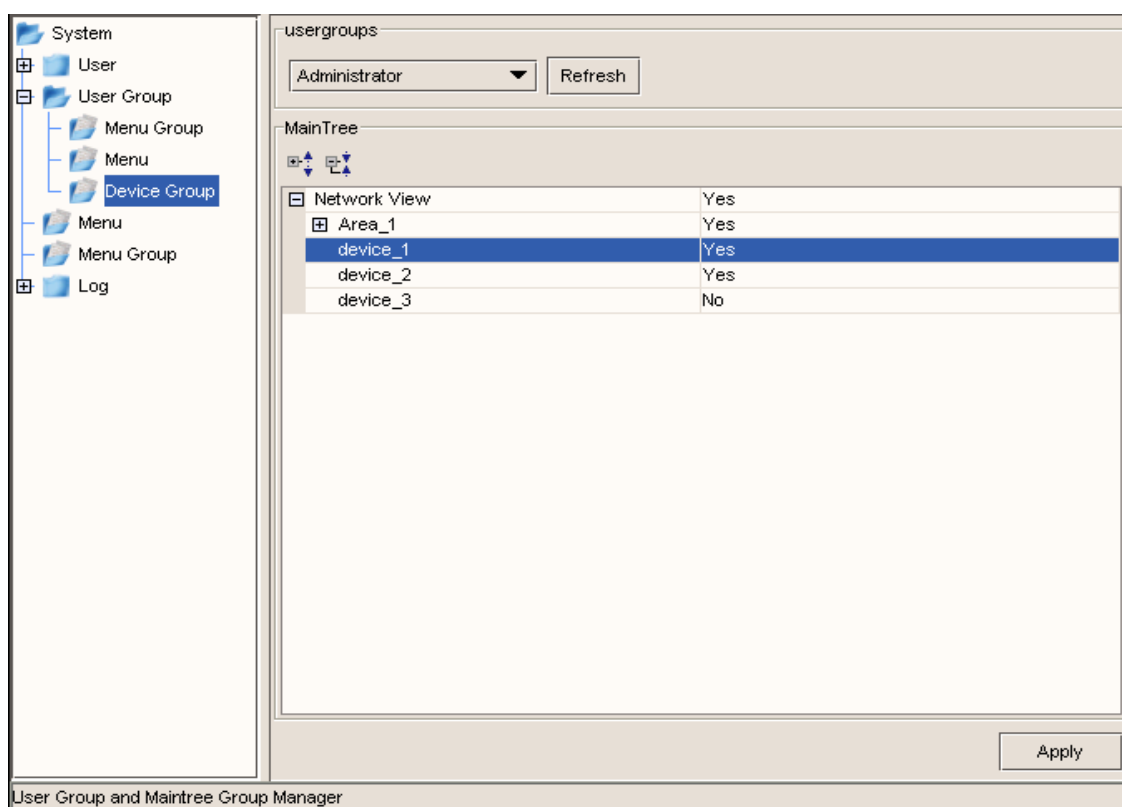 System
User
User Group
Menu Group
Menu
Device Group
Menu
Menu Group
Log
usergroups
Administrator
Refresh
MainTree
Network View Yes
Area_1 Yes
device_1 Yes
device_2 Yes
device_3 No
Apply
User Group and Maintree Group Manager